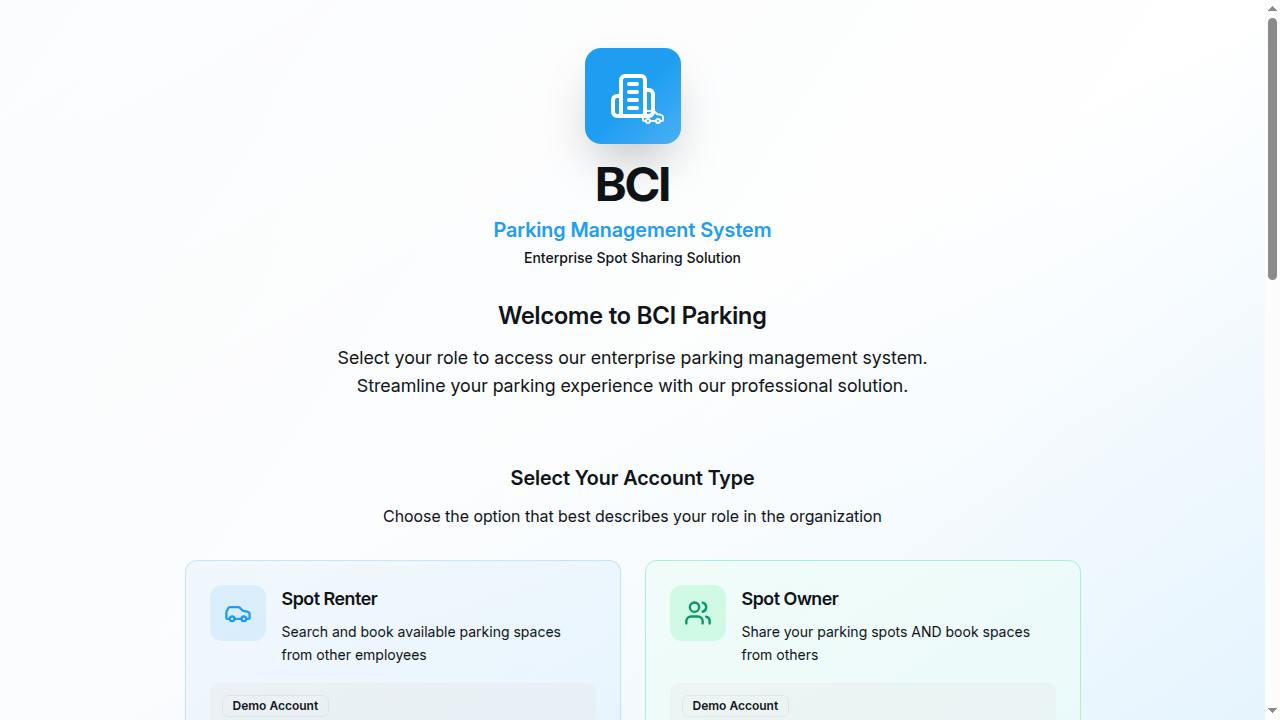 BCI
Parking Management System
Enterprise Spot Sharing Solution
Welcome to BCI Parking
Select your role to access our enterprise parking management system.
Streamline your parking experience with our professional solution.
Select Your Account Type
Choose the option that best describes your role in the organization
Spot Renter
Search and book available parking spaces
from other employees
Demo Account
Spot Owner
Share your parking spots AND book spaces
from others
Demo Account